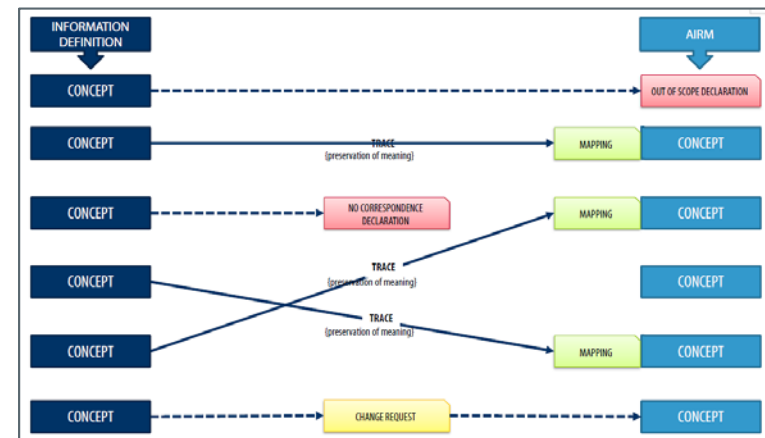 INFORMATION
DEFINITION
AIRM
CONCEPT
OUT OF SCOPE DECLARATION
CONCEPT
TRACE
(preservation of meaning)
MAPPING
CONCEPT
CONCEPT
NO CORRESPONDENCE
DECLARATION
MAPPING
CONCEPT
CONCEPT
TRACE
(preservation of meaning)
CONCEPT
CONCEPT
TRACE
(preservation of meaning)
MAPPING
CONCEPT
CONCEPT
CHANGE REQUEST
CONCEPT